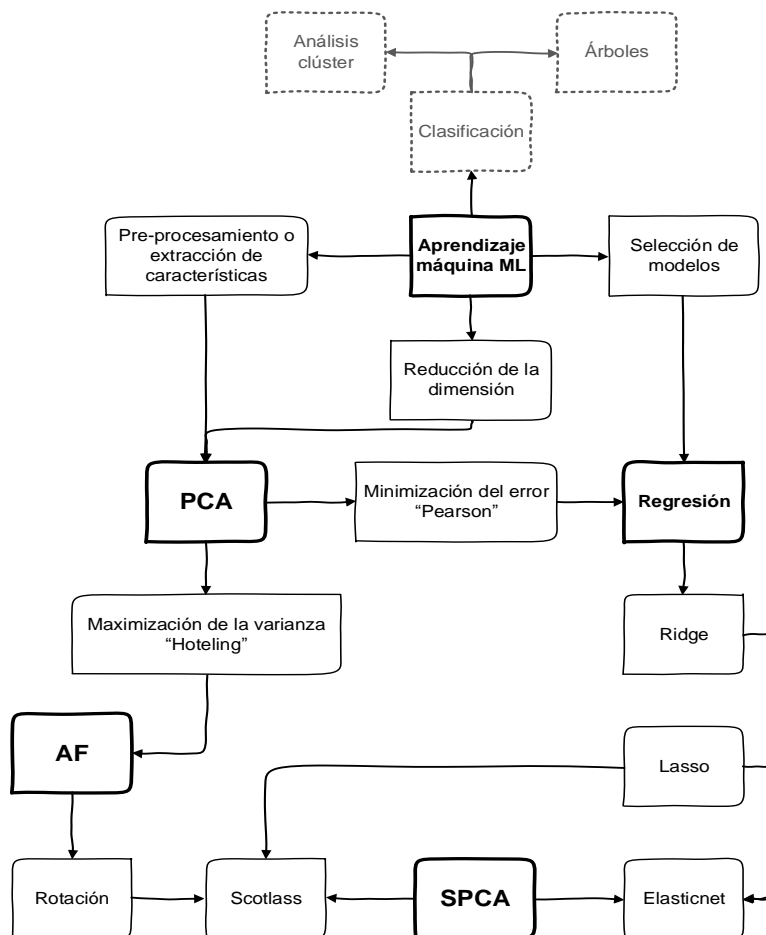 Análisis
clúster
Árboles
Clasificación
Pre-procesamiento o
extracción de
características
Aprendizaje
máquina ML
Selección de
modelos
Reducción de la
dimensión
PCA
Minimización del error
“Pearson”
Regresión
Maximización de la varianza
“Hoteling”
Ridge
AF
Lasso
Rotación
Scotlass
SPCA
Elasticnet